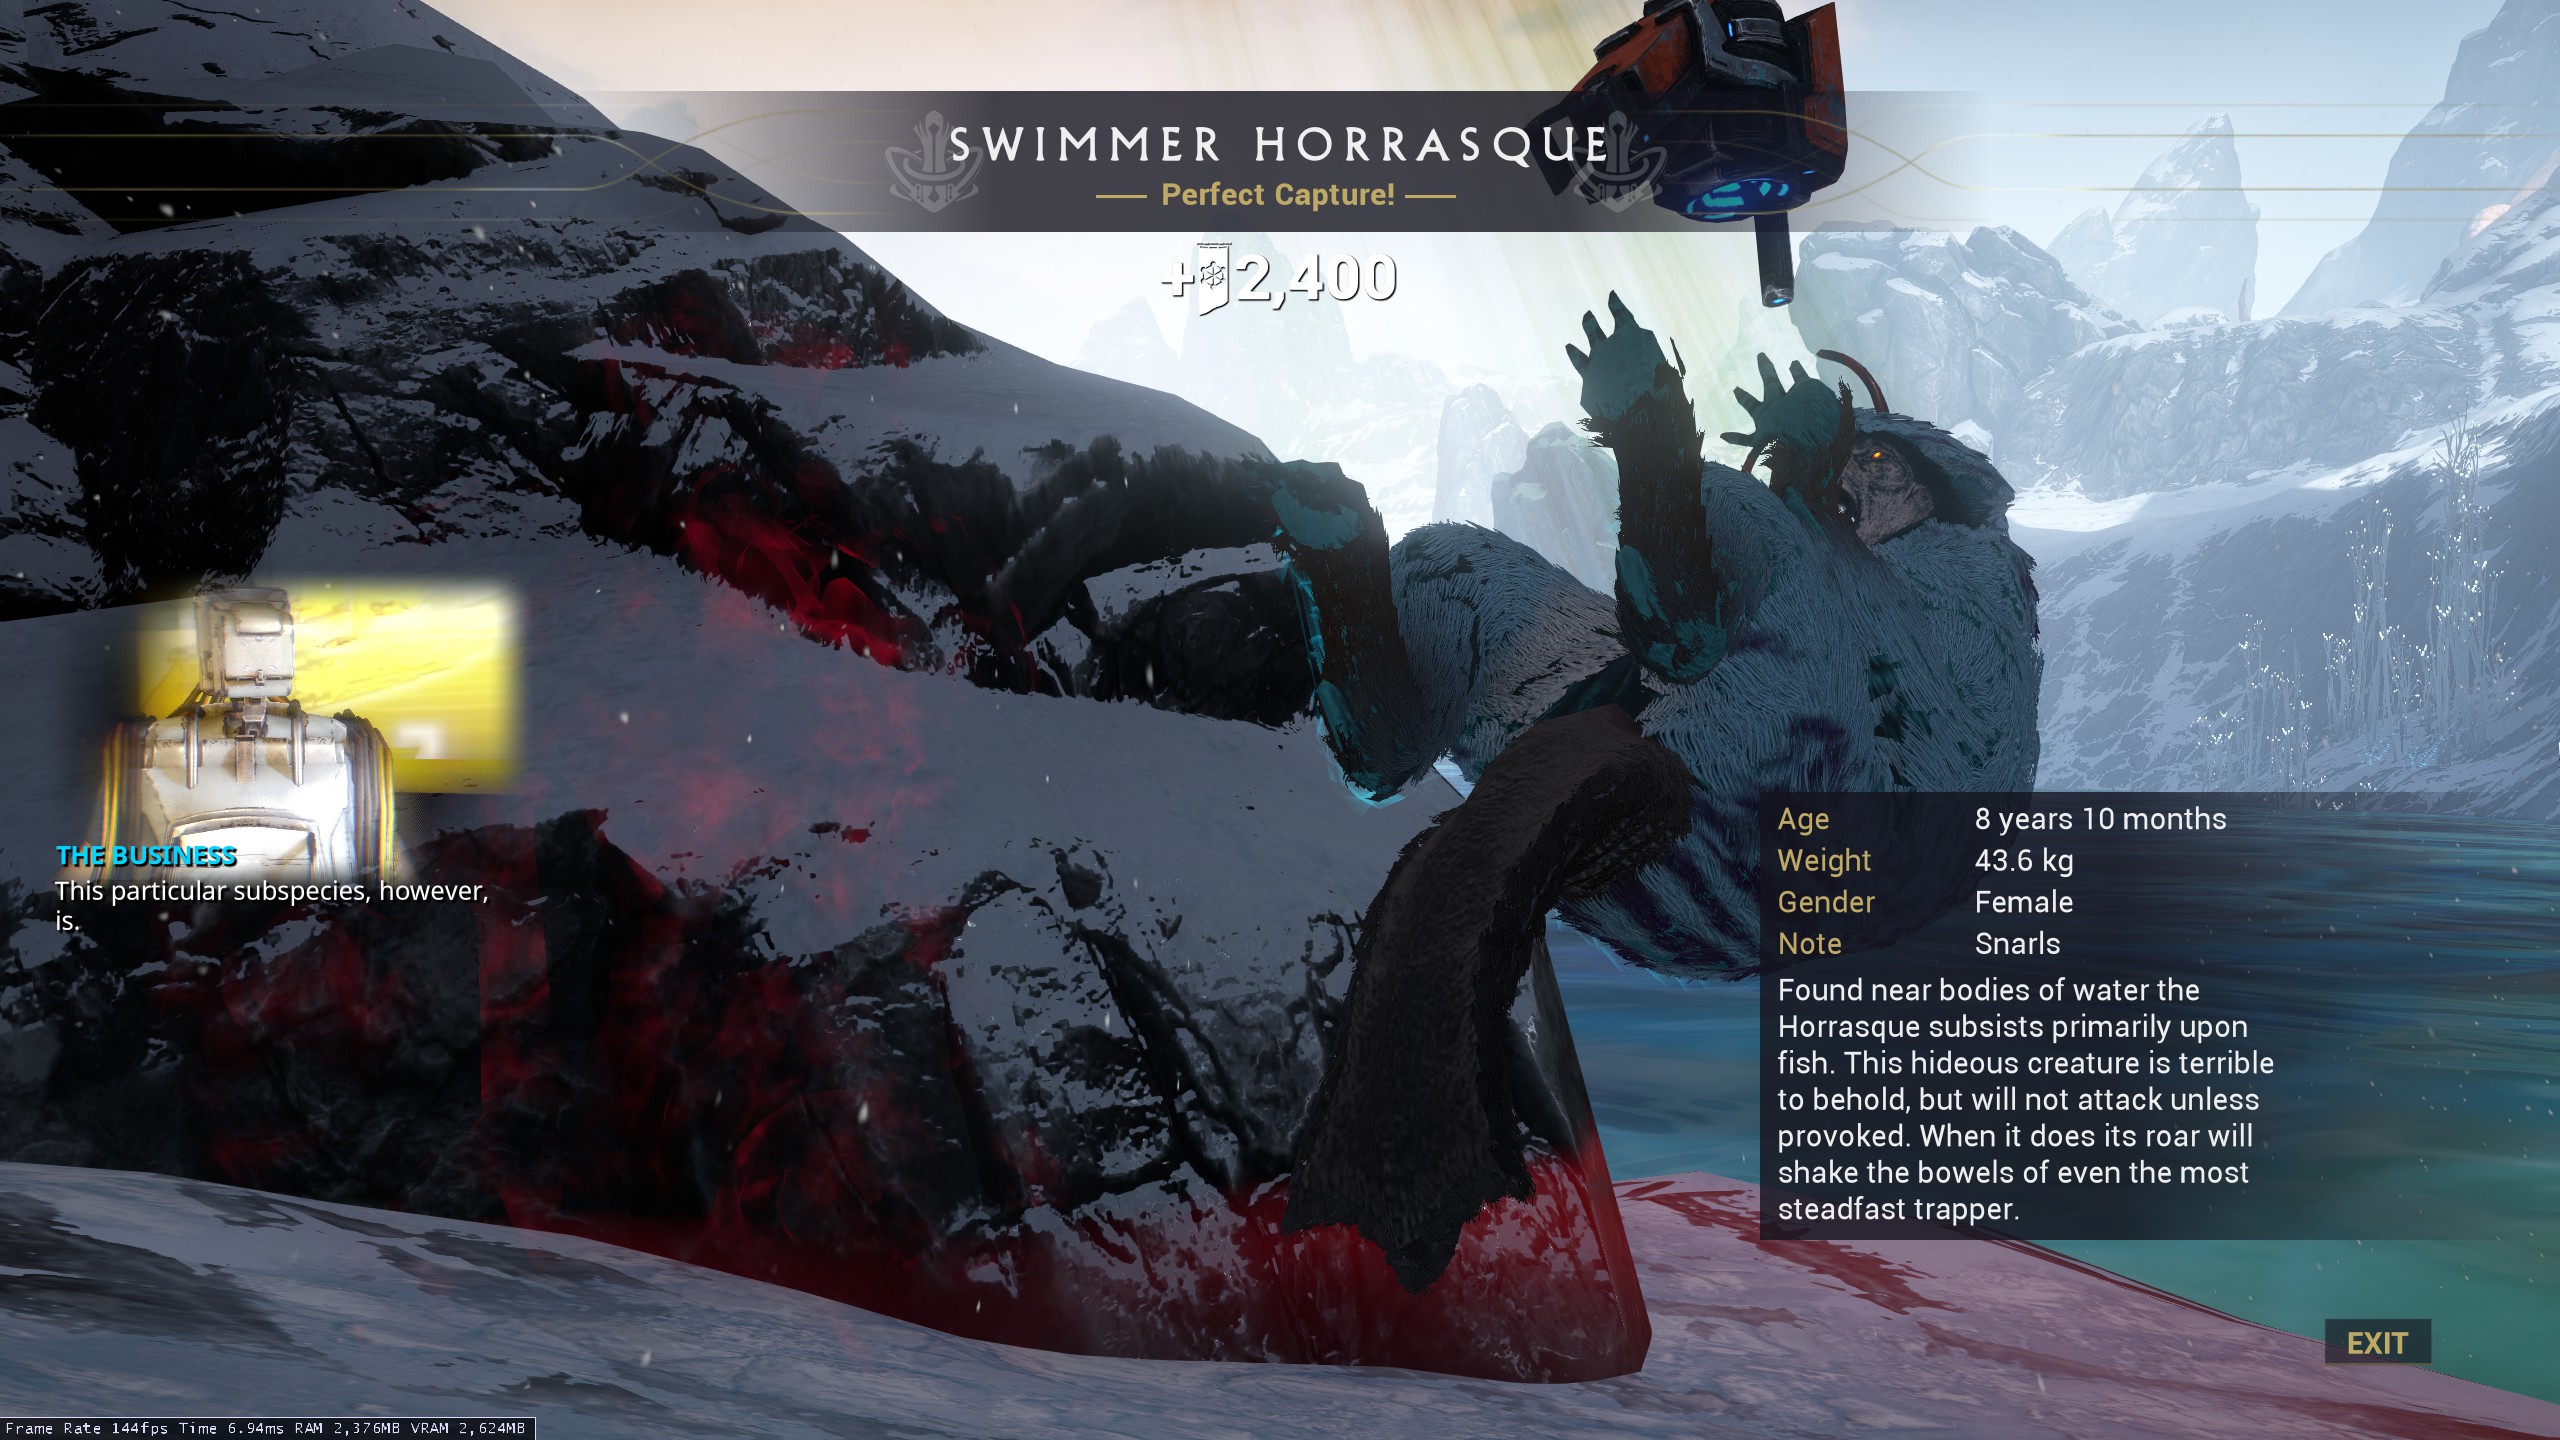 SWIMMER HORRASQUE
Perfect Capture!
+2,400
THE BUSINESS
This particular subspecies, however,
is.
Age 8 years 10 months
Weight 43.6 kg
Gender Female
Note Snarls
Found near bodies of water the
Horrasque subsists primarily upon
fish. This hideous creature is terrible
to behold, but will not attack unless
provoked. When it does its roar will
shake the bowels of even the most
steadfast trapper.
EXIT
Frame Rate 144fps Time 6.94ms RAM 2,376MB VRAM 2,624MB